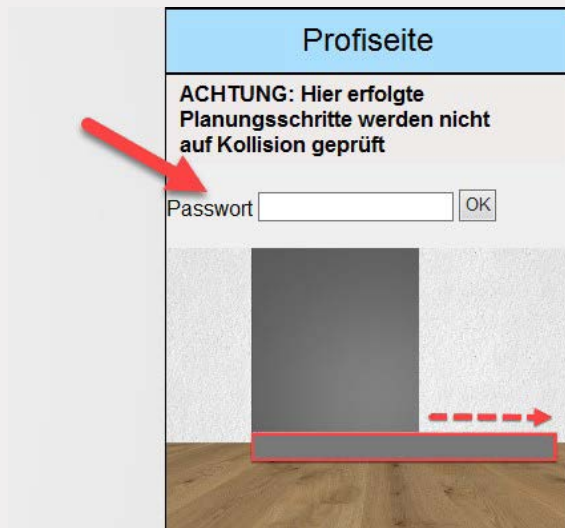 Profiseite
ACHTUNG: Hier erfolgte
Planungsschritte werden nicht
auf Kollision geprüft
Passwort OK